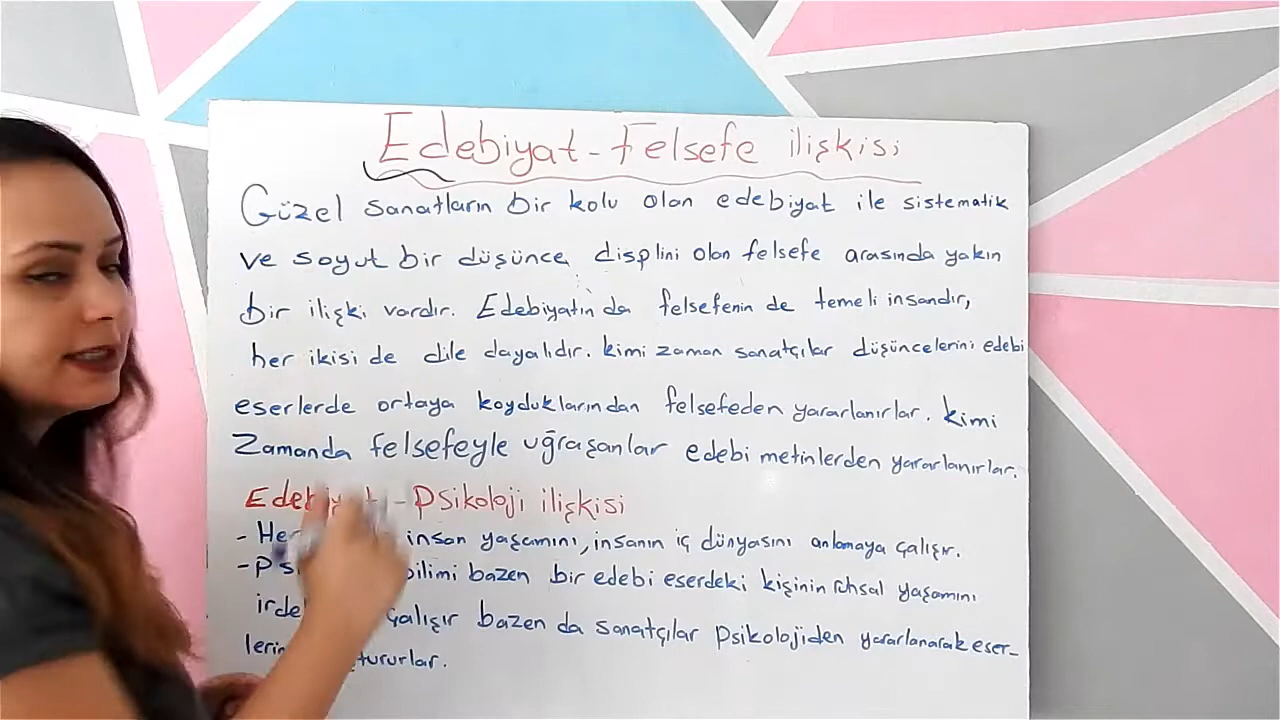 Edebiyat - Felsefe ilişkisi
Güzel sanatların bir kolu olan edebiyat ile sistematik
ve soyut bir düşünce displini olan felsefe arasında yakın
bir ilişki vardır. Edebiyatın da felsefenin de temeli insandır,
her ikisi de dile dayalıdır. kimi zaman sanatçılar düşüncelerini edebi
eserlerde ortaya koyduklarından felsefeden yararlanırlar. kimi
Zamanda felsefeyle uğraşanlar edebi metinlerden yararlanırlar.
Edebiyat - Psikoloji ilişkisi
- insan yaşamını, insanın iç dünyasını anlamaya çalışır.
- bilimi bazen bir edebi eserdeki kişinin ruhsal yaşamını
çalışır bazen da sanatçılar psikolojiden yararlanarak eser-